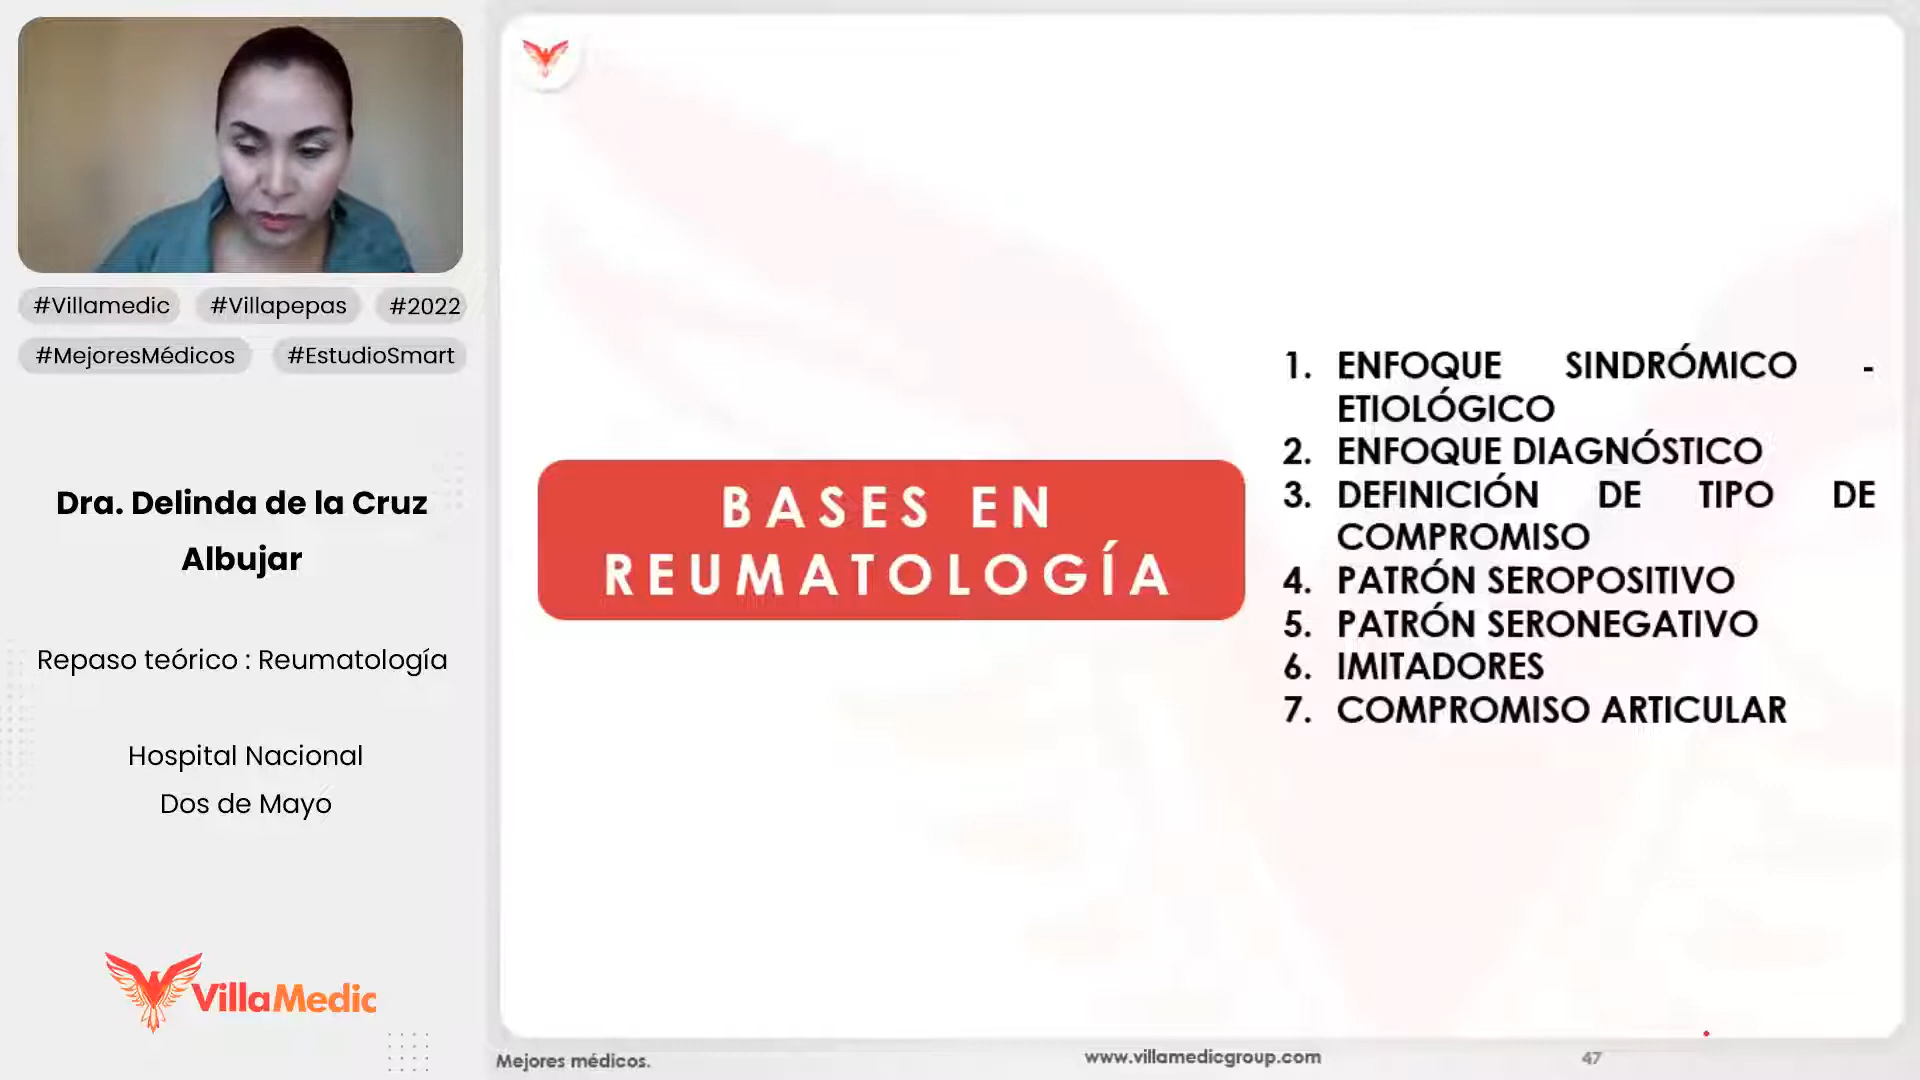 #Villamedic #Villapepas #2022
#MejoresMédicos #EstudioSmart
Dra. Delinda de la Cruz
Albujar
Repaso teórico : Reumatología
Hospital Nacional
Dos de Mayo
VillaMedic
BASES EN
REUMATOLOGÍA
1. ENFOQUE SINDRÓMICO -
ETIOLÓGICO
2. ENFOQUE DIAGNÓSTICO
3. DEFINICIÓN DE TIPO DE
COMPROMISO
4. PATRÓN SEROPOSITIVO
5. PATRÓN SERONEGATIVO
6. IMITADORES
7. COMPROMISO ARTICULAR
Mejores médicos.
www.villamedicgroup.com
47